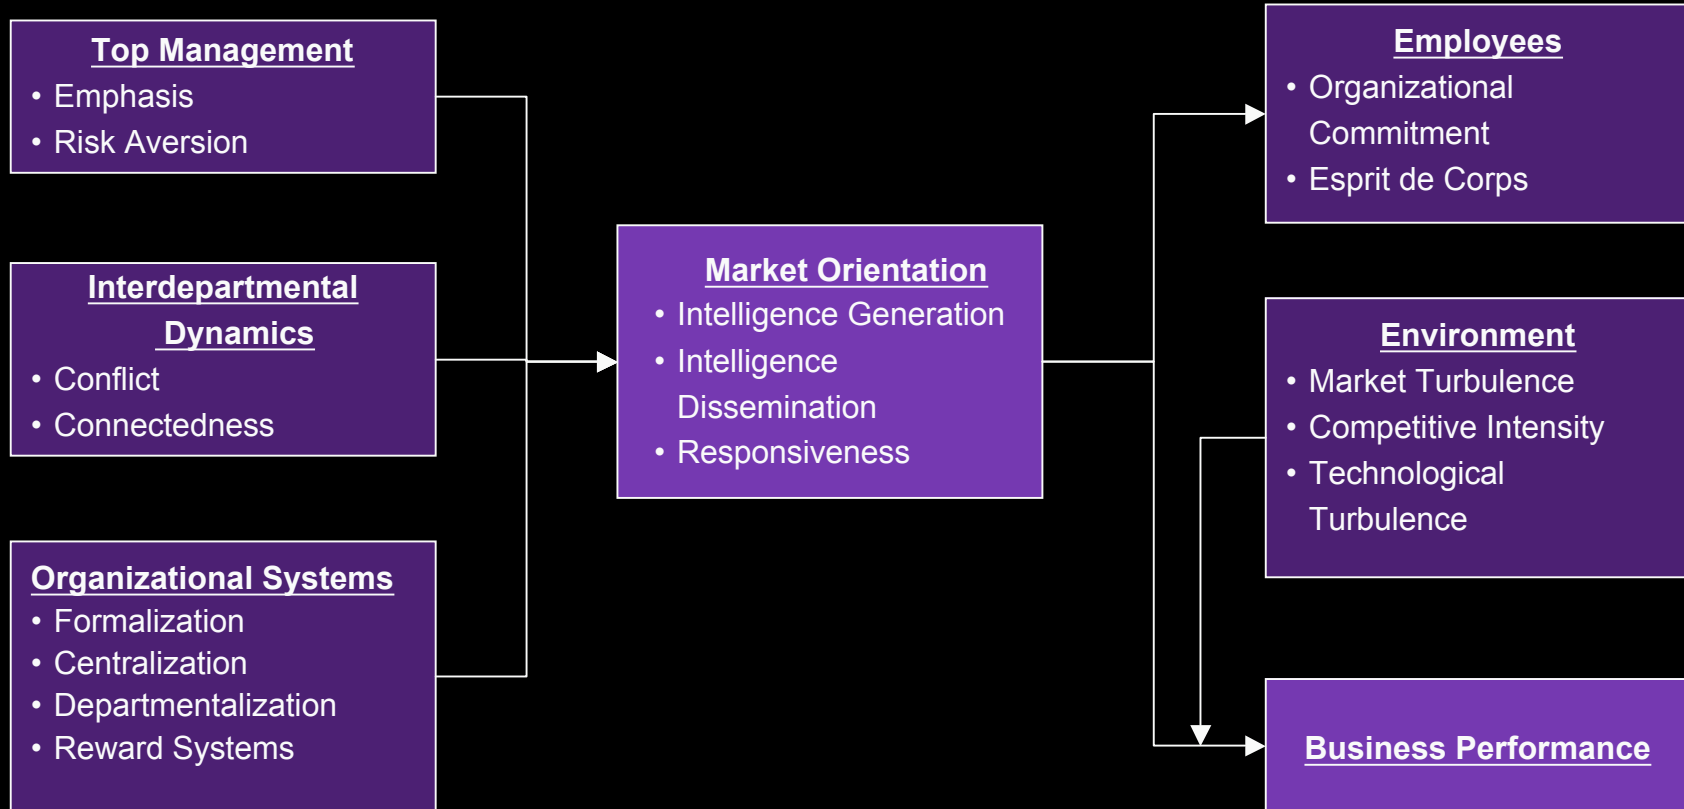 Top Management
• Emphasis
• Risk Aversion
Interdepartmental
Dynamics
• Conflict
• Connectedness
Organizational Systems
• Formalization
• Centralization
• Departmentalization
• Reward Systems
Market Orientation
• Intelligence Generation
• Intelligence
Dissemination
• Responsiveness
Employees
• Organizational
Commitment
• Esprit de Corps
Environment
• Market Turbulence
• Competitive Intensity
• Technological
Turbulence
Business Performance